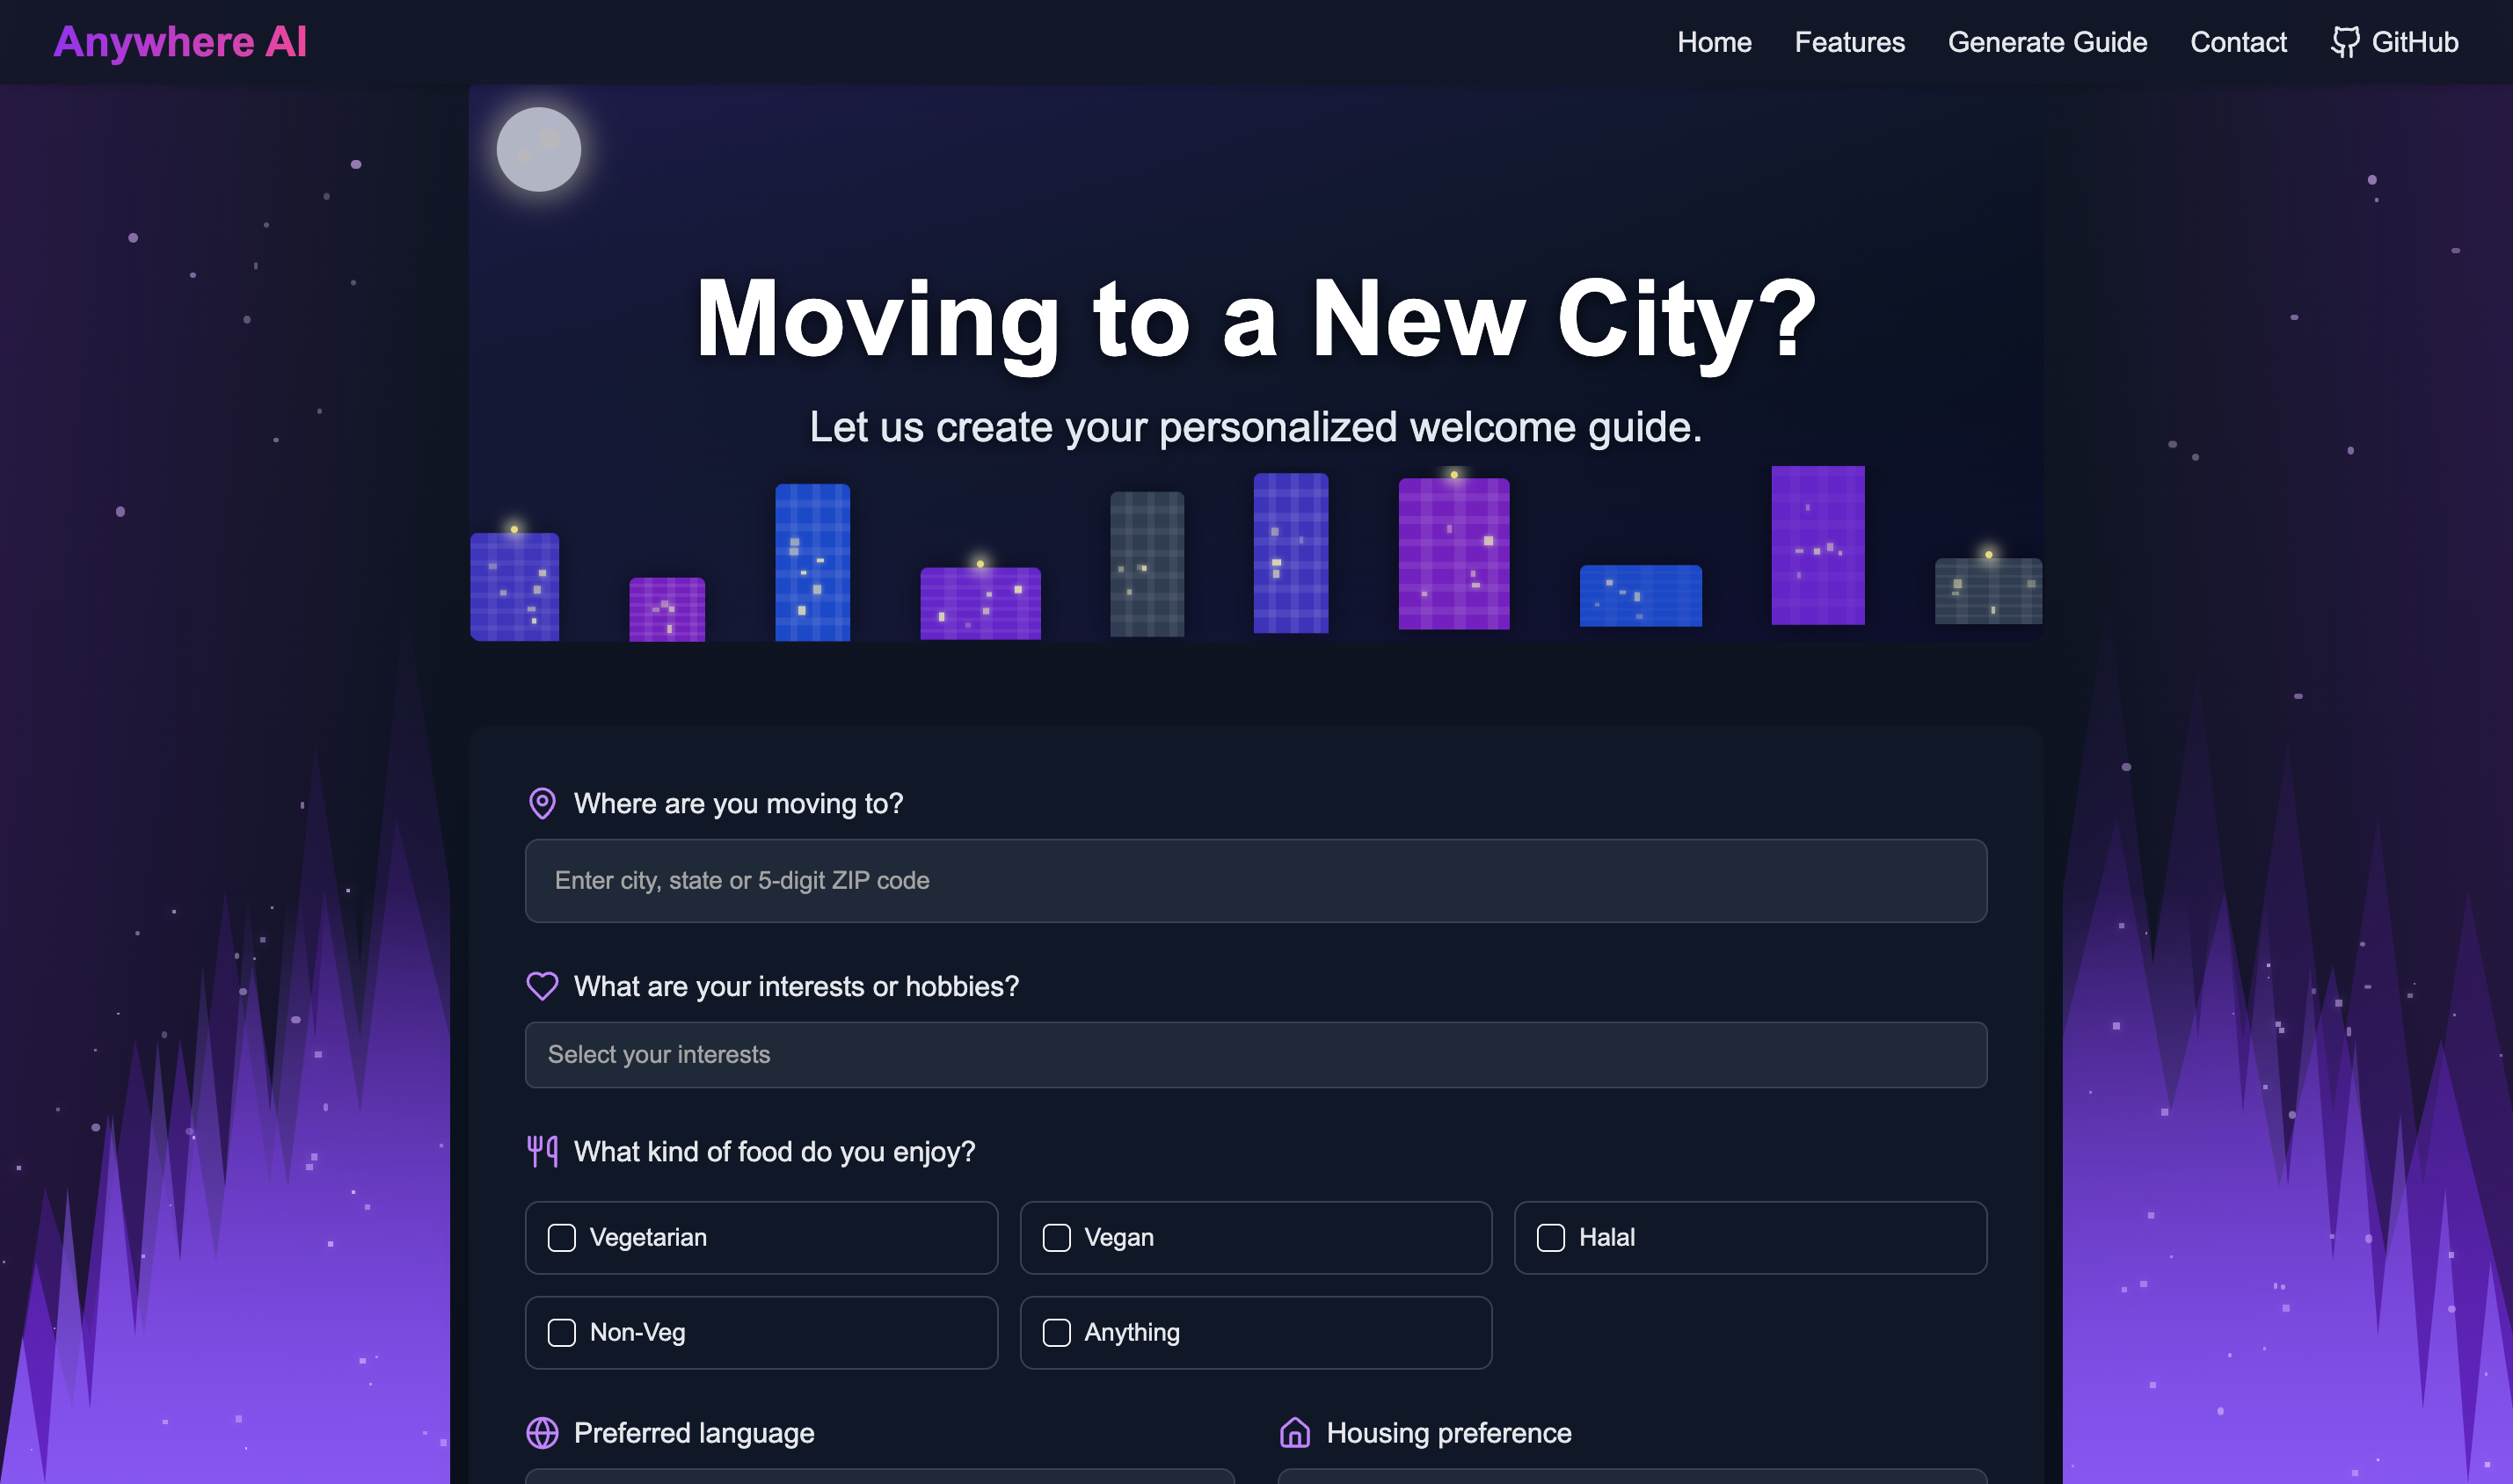 Anywhere AI
Home Features Generate Guide Contact GitHub
Moving to a New City?
Let us create your personalized welcome guide.
Where are you moving to?
Enter city, state or 5-digit ZIP code
What are your interests or hobbies?
Select your interests
What kind of food do you enjoy?
Vegetarian Vegan Halal
Non-Veg Anything
Preferred language Housing preference